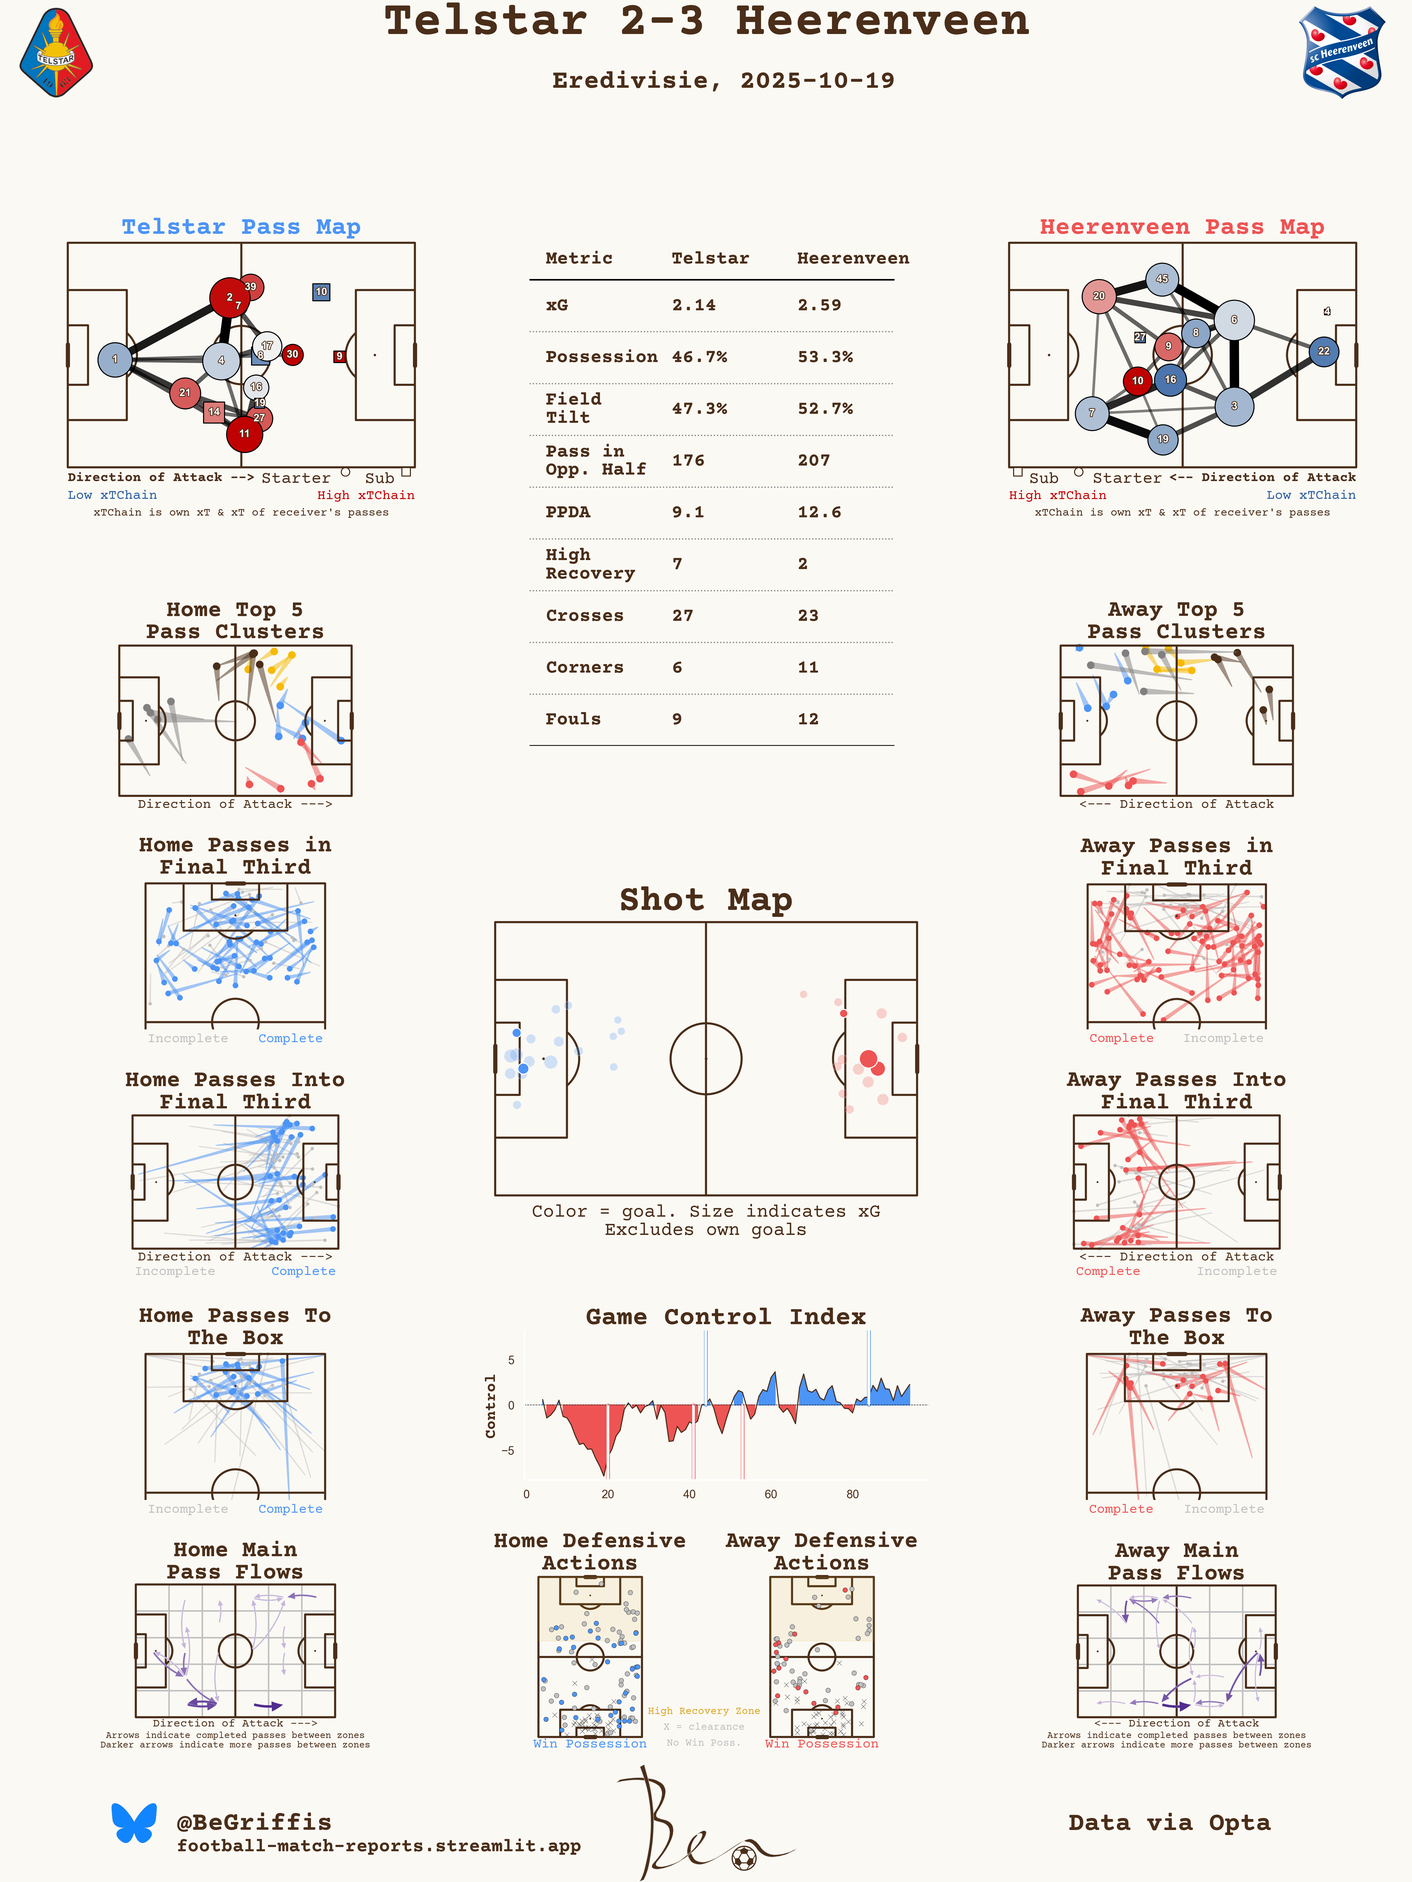 Telstar 2-3 Heerenveen
Eredivisie, 2025-10-19
TELSTAR
sc Heerenveen
Telstar Pass Map
39
2
7
10
17
8
30
9
1
4
16
21
14
19
27
11
Direction of Attack --> Starter Sub
Low xTChain High xTChain
xTChain is own xT & xT of receiver's passes
Metric Telstar Heerenveen
xG 2.14 2.59
Possession 46.7% 53.3%
Field
Tilt 47.3% 52.7%
Pass in
Opp. Half 176 207
PPDA 9.1 12.6
High
Recovery 7 2
Crosses 27 23
Corners 6 11
Fouls 9 12
Heerenveen Pass Map
45
20
6
4
27
8
9
22
10
16
7
3
19
Sub Starter <-- Direction of Attack
High xTChain Low xTChain
xTChain is own xT & xT of receiver's passes
Home Top 5
Pass Clusters
Direction of Attack --->
Away Top 5
Pass Clusters
<--- Direction of Attack
Home Passes in
Final Third
Incomplete Complete
Away Passes in
Final Third
Complete Incomplete
Shot Map
Color = goal. Size indicates xG
Excludes own goals
Home Passes Into
Final Third
Direction of Attack --->
Incomplete Complete
Away Passes Into
Final Third
<--- Direction of Attack
Complete Incomplete
Home Passes To
The Box
Incomplete Complete
Game Control Index
Control
5
0
−5
0 20 40 60 80
Away Passes To
The Box
Complete Incomplete
Home Main
Pass Flows
Direction of Attack --->
Arrows indicate completed passes between zones
Darker arrows indicate more passes between zones
Home Defensive
Actions
Win Possession
Away Defensive
Actions
Win Possession
High Recovery Zone
X = clearance
No Win Poss.
Away Main
Pass Flows
<--- Direction of Attack
Arrows indicate completed passes between zones
Darker arrows indicate more passes between zones
@BeGriffis
football-match-reports.streamlit.app
Ben
Data via Opta